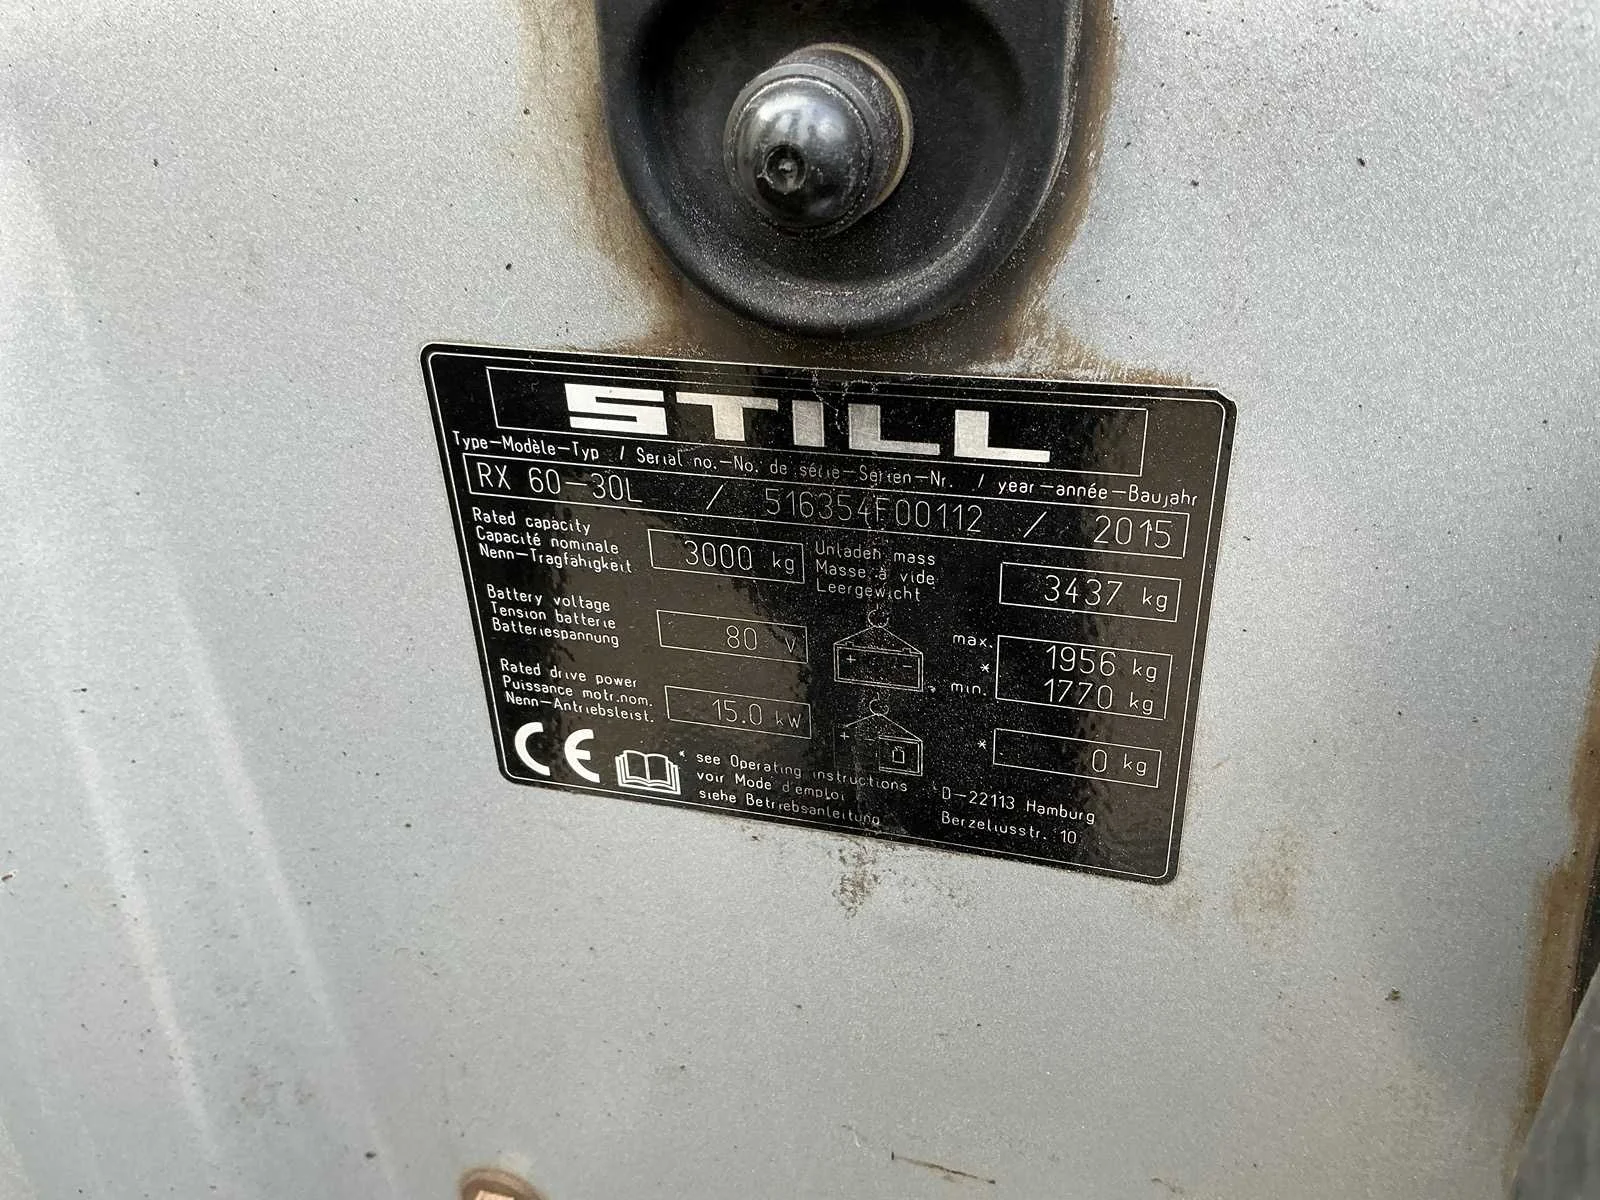 STILL
Type-Modèle-Typ / Serial no.-No. de série-Serien-Nr. / year-année-Baujahr
RX 60-30L / 516354F00112 / 2015
Rated capacity
Capacité nominale
Nenn-Tragfähigkeit
3000 kg
Unladen mass
Masse à vide
Leergewicht
3437 kg
Battery voltage
Tension batterie
Batteriespannung
80 v
+ -
max. 1956 kg
*
min. 1770 kg
Rated drive power
Puissance motr.nom.
Nenn-Antriebsleist.
15.0 kw
+
* 0 kg
CE
* see Operating instructions
voir Mode d'emploi
siehe Betriebsanleitung
D-22113 Hamburg
Berzeliusstr. 10